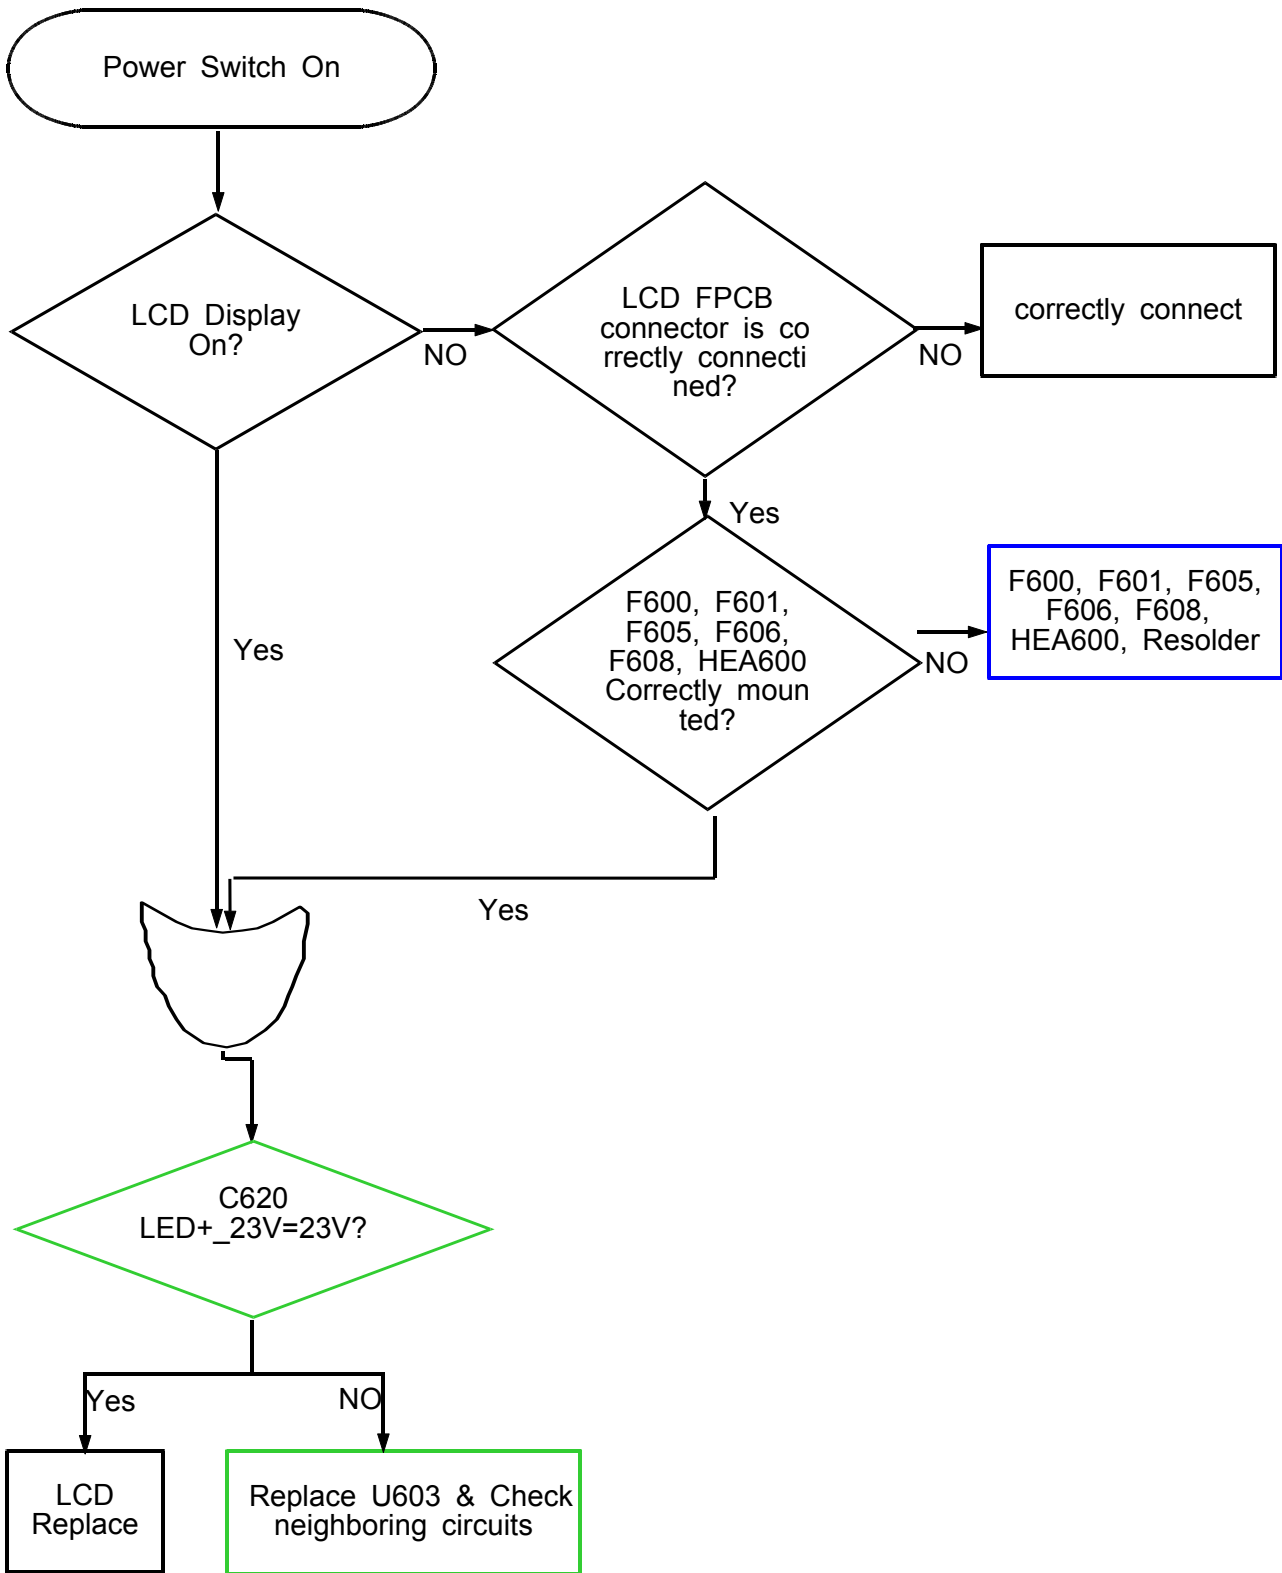 Power Switch On
LCD Display
On?
NO
LCD FPCB
connector is co
rrectly connecti
ned?
NO
correctly connect
Yes
F600, F601,
F605, F606,
F608, HEA600
Correctly moun
ted?
NO
F600, F601, F605,
F606, F608,
HEA600, Resolder
Yes
Yes
C620
LED+_23V=23V?
Yes
NO
LCD
Replace
Replace U603 & Check
neighboring circuits